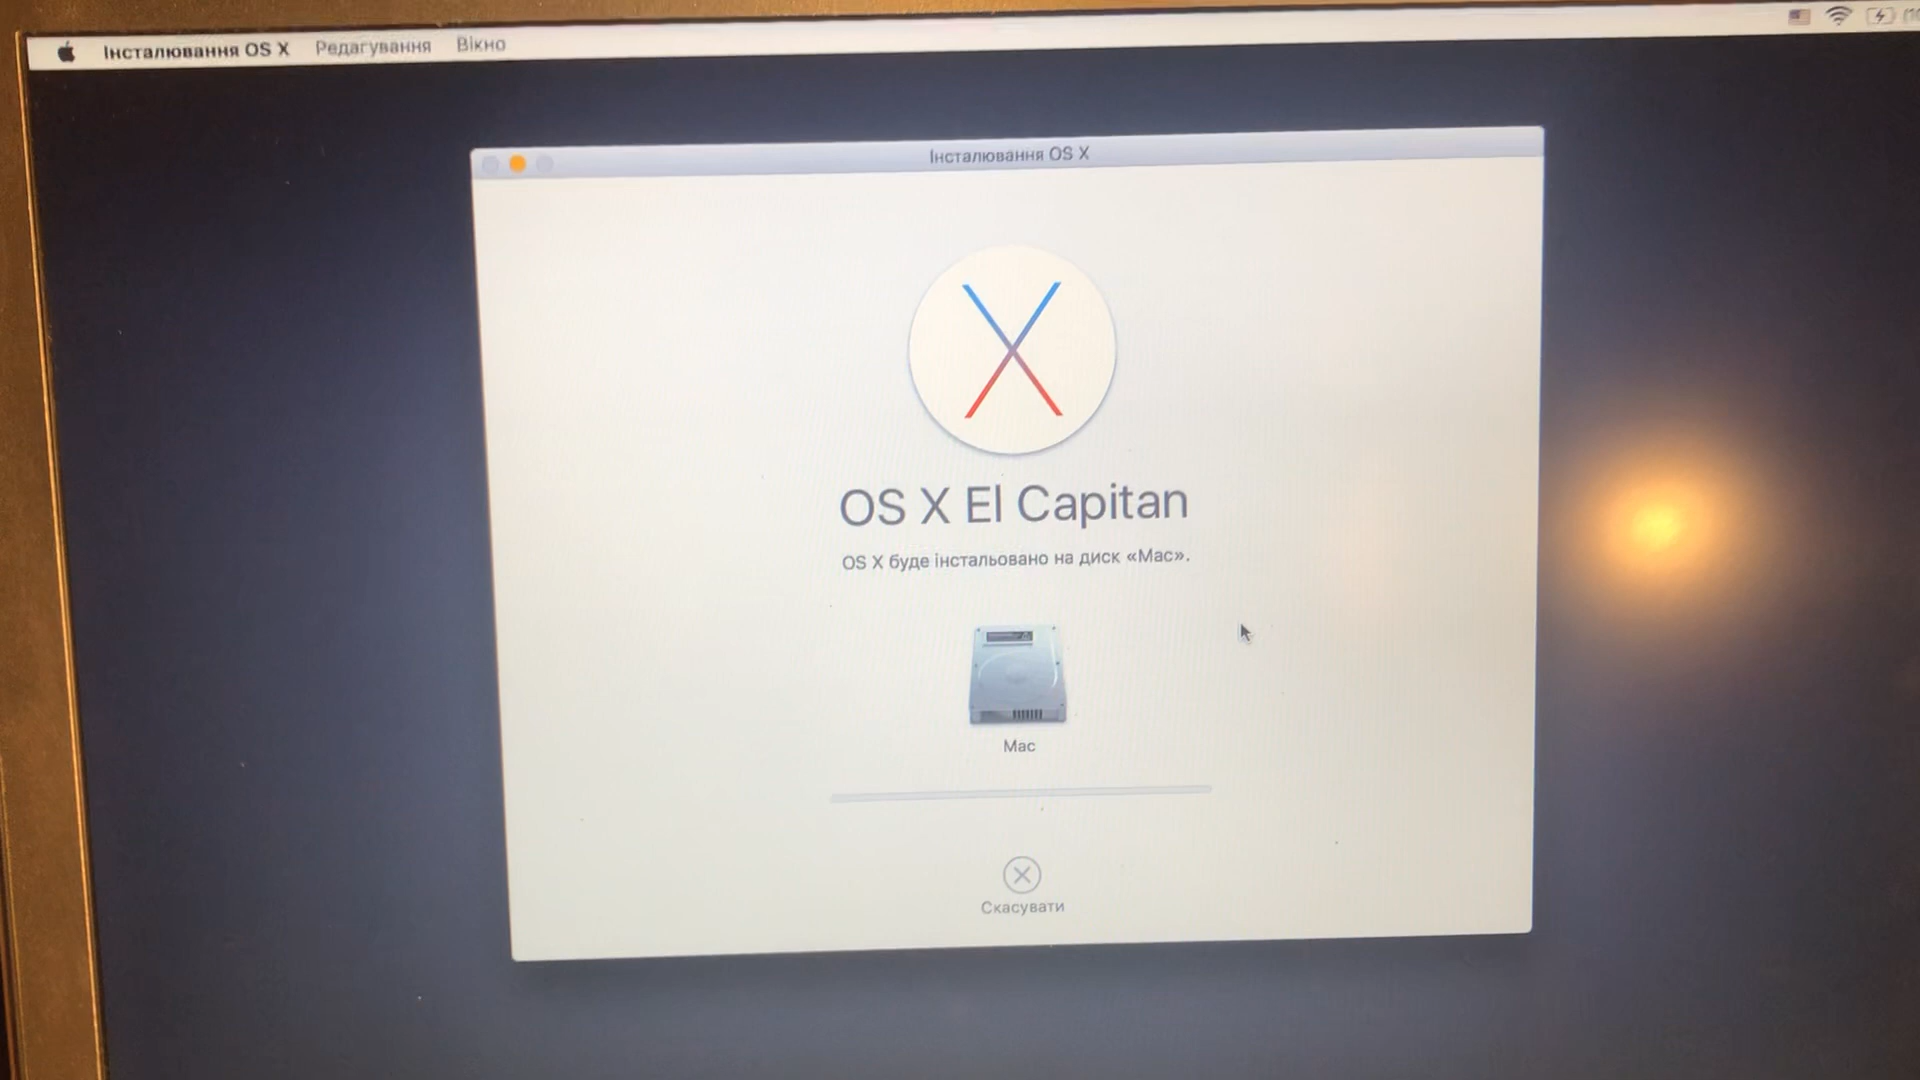 Інсталювання OS X Редагування Вікно
Інсталювання OS X
OS X El Capitan
OS X буде інстальовано на диск «Mac».
Mac
Скасувати